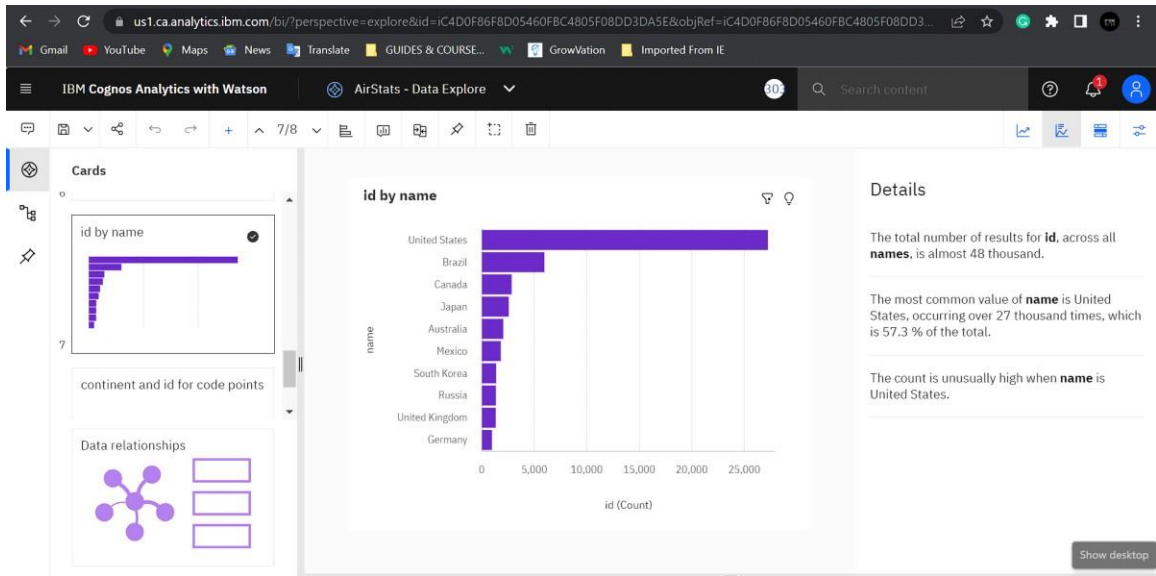 us1.ca.analytics.ibm.com/bi/?perspective=explore&id=iC4D0F86F8D05460FBC4805F08DD3DA5E&objRef=iC4D0F86F8D05460FBC4805F08DD3...
Gmail YouTube Maps News Translate GUIDES & COURSE... GrowVation Imported From IE
IBM Cognos Analytics with Watson AirStats - Data Explore Search content 1
7/8
Cards
6
id by name
7
continent and id for code points
Data relationships
id by name
United States
Brazil
Canada
Japan
Australia
Mexico
South Korea
Russia
United Kingdom
Germany
name
0 5,000 10,000 15,000 20,000 25,000
id (Count)
Details
The total number of results for id, across all
names, is almost 48 thousand.
The most common value of name is United
States, occurring over 27 thousand times, which
is 57.3 % of the total.
The count is unusually high when name is
United States.
Show desktop